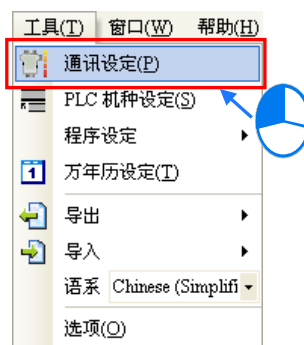 工具(T) 窗口(W) 帮助(H)
通讯设定(P)
PLC 机种设定(S)
程序设定
1 万年历设定(T)
导出
导入
语系 Chinese (Simplifi
选项(O)